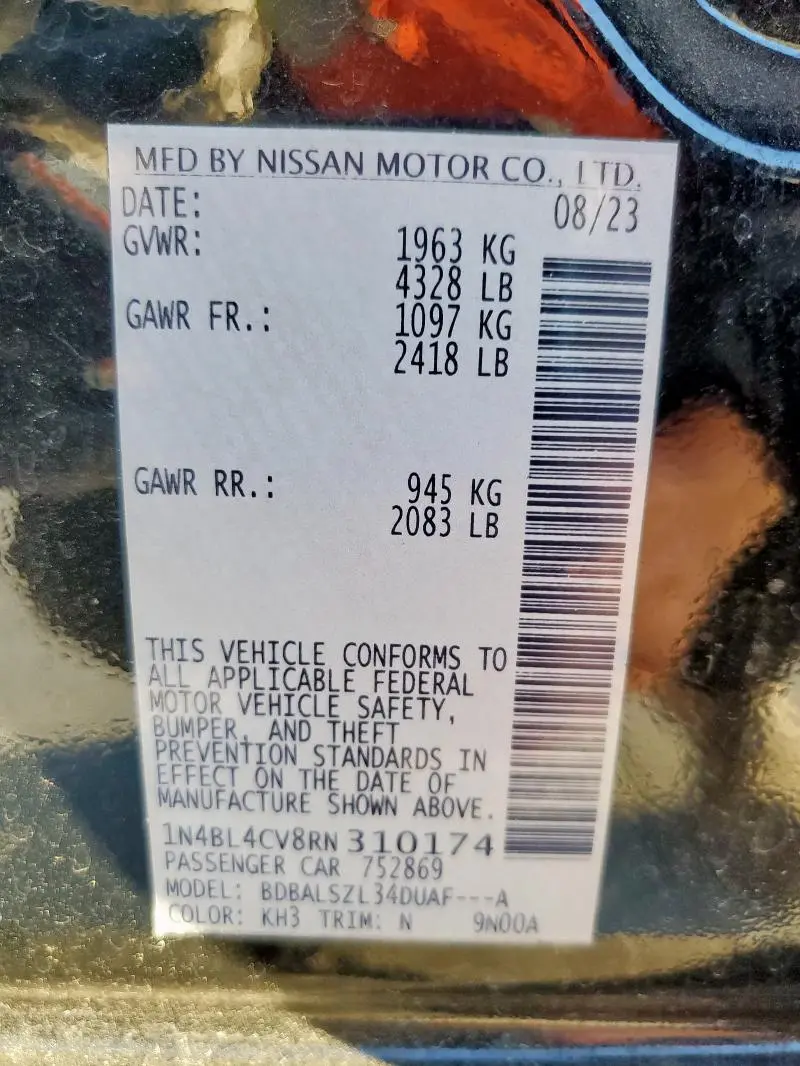 MFD BY NISSAN MOTOR CO., LTD.
DATE: 08/23
GVWR: 1963 KG
4328 LB
GAWR FR.: 1097 KG
2418 LB
GAWR RR.: 945 KG
2083 LB
THIS VEHICLE CONFORMS TO
ALL APPLICABLE FEDERAL
MOTOR VEHICLE SAFETY,
BUMPER, AND THEFT
PREVENTION STANDARDS IN
EFFECT ON THE DATE OF
MANUFACTURE SHOWN ABOVE.
1N4BL4CV8RN310174
PASSENGER CAR 752869
MODEL: BDBALSZL34DUAF---A
COLOR: KH3 TRIM: N 9N00A